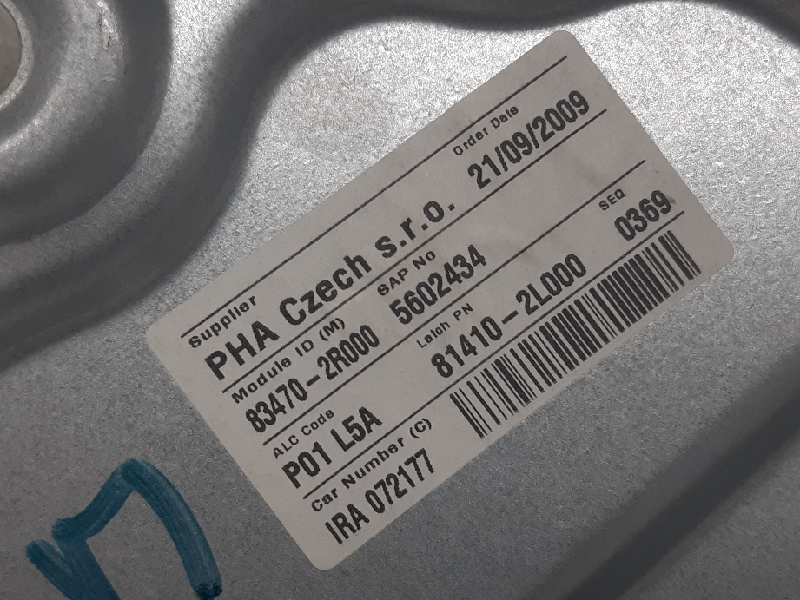 Supplier Order Date
PHA Czech s.r.o. 21/09/2009
Module ID (M) SAP No SEQ
83470-2R000 5602434 0369
ALC Code Latch PN
P01 L5A 81410-2L000
Car Number (C)
IRA 072177